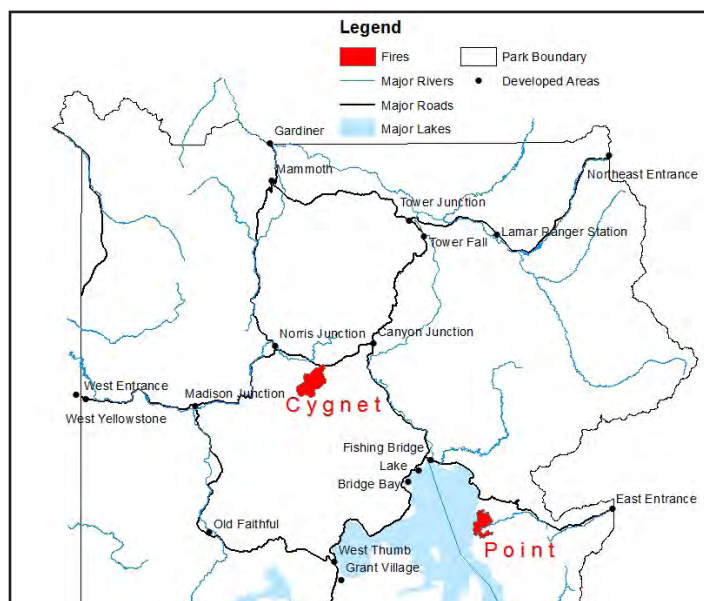 Legend
Fires
Park Boundary
Major Rivers
Developed Areas
Major Roads
Major Lakes
Gardiner
Mammoth
Northeast Entrance
Tower Junction
Lamar Ranger Station
Tower Fall
Norris Junction
Canyon Junction
Cygnet
West Entrance
Madison Junction
West Yellowstone
Fishing Bridge
Lake
Bridge Bay
East Entrance
Old Faithful
Point
West Thumb
Grant Village